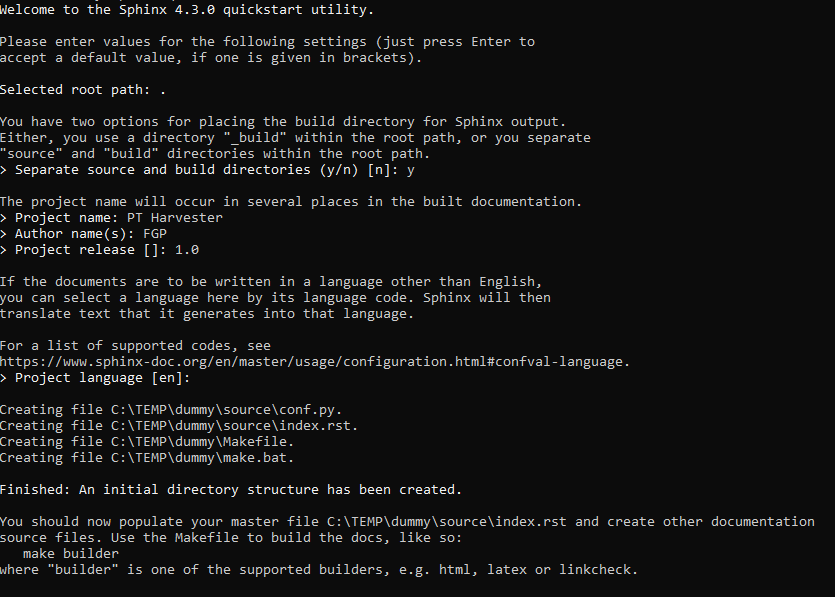 Welcome to the Sphinx 4.3.0 quickstart utility.
Please enter values for the following settings (just press Enter to
accept a default value, if one is given in brackets).
Selected root path: .
You have two options for placing the build directory for Sphinx output.
Either, you use a directory "_build" within the root path, or you separate
"source" and "build" directories within the root path.
> Separate source and build directories (y/n) [n]: y
The project name will occur in several places in the built documentation.
> Project name: PT Harvester
> Author name(s): FGP
> Project release []: 1.0
If the documents are to be written in a language other than English,
you can select a language here by its language code. Sphinx will then
translate text that it generates into that language.
For a list of supported codes, see
https://www.sphinx-doc.org/en/master/usage/configuration.html#confval-language.
> Project language [en]:
Creating file C:\TEMP\dummy\source\conf.py.
Creating file C:\TEMP\dummy\source\index.rst.
Creating file C:\TEMP\dummy\Makefile.
Creating file C:\TEMP\dummy\make.bat.
Finished: An initial directory structure has been created.
You should now populate your master file C:\TEMP\dummy\source\index.rst and create other documentation
source files. Use the Makefile to build the docs, like so:
make builder
where "builder" is one of the supported builders, e.g. html, latex or linkcheck.